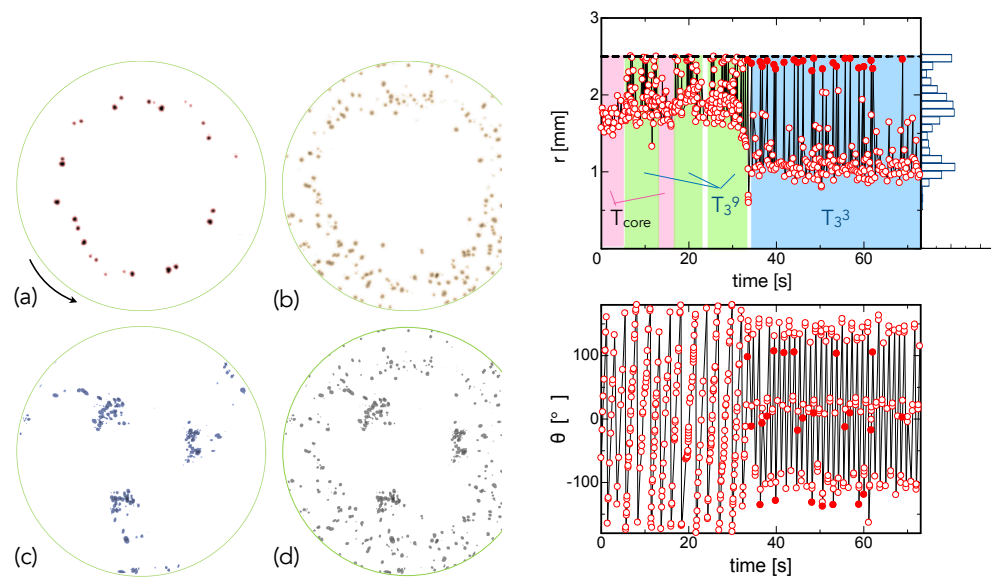 (a)
(b)
(c)
(d)
3
2
1
r [mm]
T_core
T_3^9
T_3^3
0
20
40
60
time [s]
100
0
-100
θ [°]
0
20
40
60
time [s]